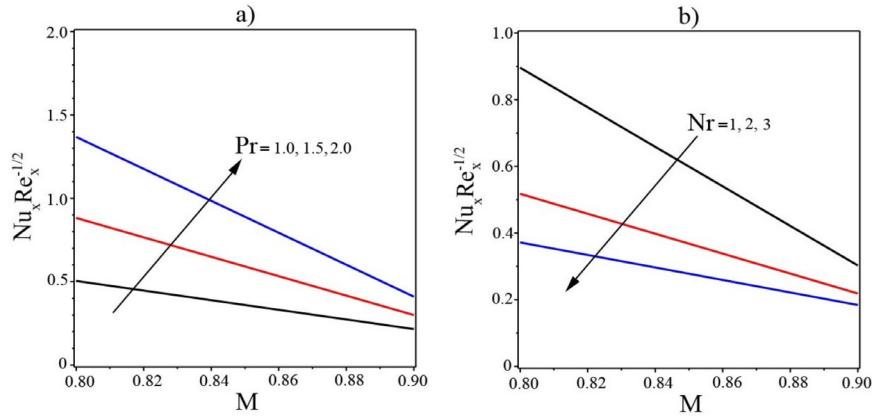 a)
2.0
1.5
1.0
0.5
0
Nu_x Re_x^{-1/2}
Pr = 1.0, 1.5, 2.0
0.80 0.82 0.84 0.86 0.88 0.90
M
b)
1.0
0.8
0.6
0.4
0.2
0
Nu_x Re_x^{-1/2}
Nr = 1, 2, 3
0.80 0.82 0.84 0.86 0.88 0.90
M